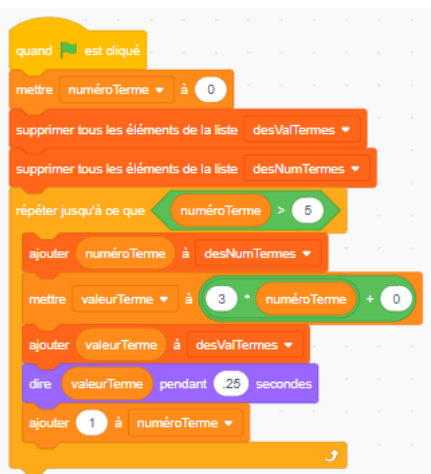 quand est cliqué
mettre numéroTerme à 0
supprimer tous les éléments de la liste desValTermes
supprimer tous les éléments de la liste desNumTermes
répéter jusqu'à ce que numéroTerme > 5
ajouter numéroTerme à desNumTermes
mettre valeurTerme à 3 * numéroTerme + 0
ajouter valeurTerme à desValTermes
dire valeurTerme pendant .25 secondes
ajouter 1 à numéroTerme